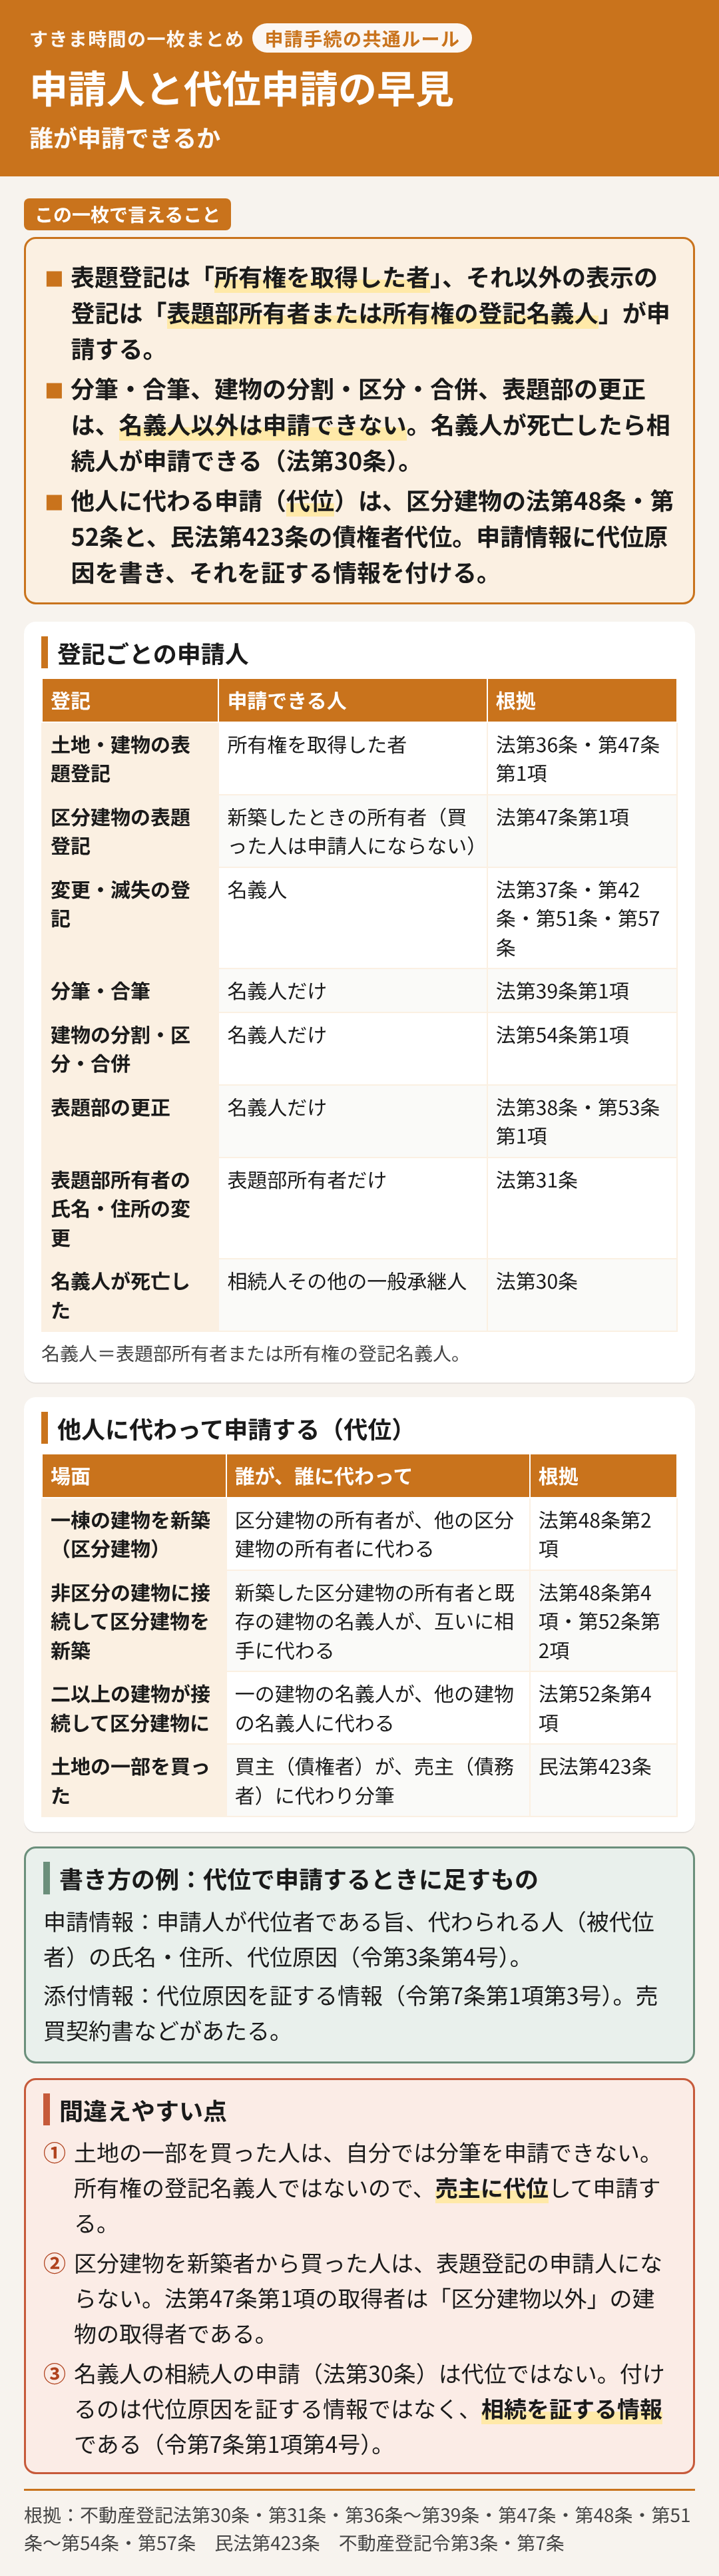 すきま時間の一枚まとめ 申請手続の共通ルール
申請人と代位申請の早見
誰が申請できるか
この一枚で言えること
■ 表題登記は「所有権を取得した者」、それ以外の表示の
登記は「表題部所有者または所有権の登記名義人」が申
請する。
■ 分筆・合筆、建物の分割・区分・合併、表題部の更正
は、名義人以外は申請できない。名義人が死亡したら相
続人が申請できる（法第30条）。
■ 他人に代わる申請（代位）は、区分建物の法第48条・第
52条と、民法第423条の債権者代位。申請情報に代位原
因を書き、それを証する情報を付ける。
登記ごとの申請人
登記 申請できる人 根拠
土地・建物の表 所有権を取得した者 法第36条・第47条
題登記 第1項
区分建物の表題 新築したときの所有者（買 法第47条第1項
登記 った人は申請人にならない）
変更・滅失の登 名義人 法第37条・第42
記 条・第51条・第57
条
分筆・合筆 名義人だけ 法第39条第1項
建物の分割・区 名義人だけ 法第54条第1項
分・合併
表題部の更正 名義人だけ 法第38条・第53条
第1項
表題部所有者の 表題部所有者だけ 法第31条
氏名・住所の変
更
名義人が死亡し 相続人その他の一般承継人 法第30条
た
名義人＝表題部所有者または所有権の登記名義人。
他人に代わって申請する（代位）
場面 誰が、誰に代わって 根拠
一棟の建物を新築 区分建物の所有者が、他の区分 法第48条第2
（区分建物） 建物の所有者に代わる 項
非区分の建物に接 新築した区分建物の所有者と既 法第48条第4
続して区分建物を 存の建物の名義人が、互いに相 項・第52条第
新築 手に代わる 2項
二以上の建物が接 一の建物の名義人が、他の建物 法第52条第4
続して区分建物に の名義人に代わる 項
土地の一部を買っ 買主（債権者）が、売主（債務 民法第423条
た 者）に代わり分筆
書き方の例：代位で申請するときに足すもの
申請情報：申請人が代位者である旨、代わられる人（被代位
者）の氏名・住所、代位原因（令第3条第4号）。
添付情報：代位原因を証する情報（令第7条第1項第3号）。売
買契約書などがあたる。
間違えやすい点
① 土地の一部を買った人は、自分では分筆を申請できない。
所有権の登記名義人ではないので、売主に代位して申請す
る。
② 区分建物を新築者から買った人は、表題登記の申請人にな
らない。法第47条第1項の取得者は「区分建物以外」の建
物の取得者である。
③ 名義人の相続人の申請（法第30条）は代位ではない。付け
るのは代位原因を証する情報ではなく、相続を証する情報
である（令第7条第1項第4号）。
根拠：不動産登記法第30条・第31条・第36条〜第39条・第47条・第48条・第51
条〜第54条・第57条　民法第423条　不動産登記令第3条・第7条